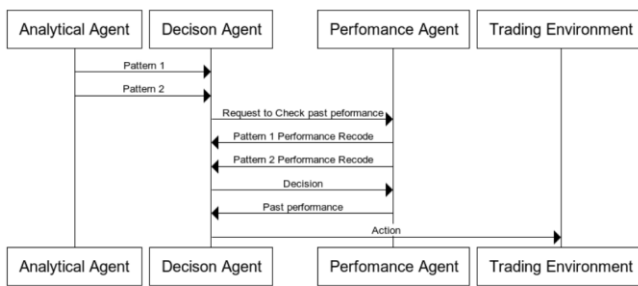 Analytical Agent
Decison Agent
Perfomance Agent
Trading Environment
Pattern 1
Pattern 2
Request to Check past peformance
Pattern 1 Performance Recode
Pattern 2 Performance Recode
Decision
Past performance
Action
Analytical Agent
Decison Agent
Perfomance Agent
Trading Environment